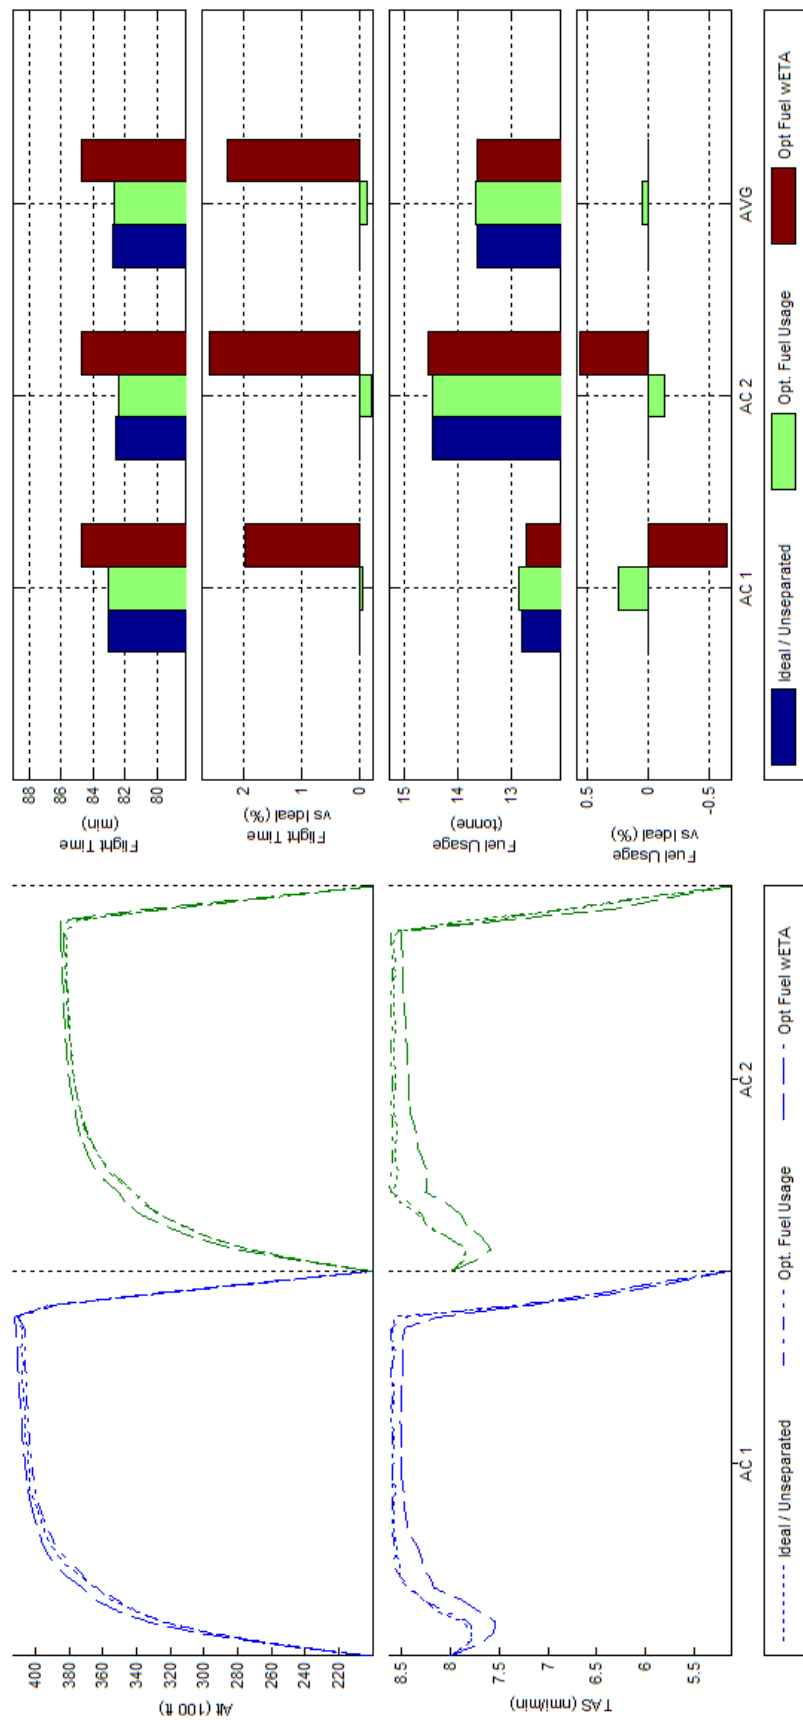 400
380
360
340
320
300
280
260
240
220
Alt (100 ft)
8.5
8
7.5
7
6.5
6
5.5
TAS (nm/min)
AC 1
AC 2
Ideal / Unseparated
Opt. Fuel Usage
Opt Fuel wETA
88
86
84
82
80
Flight Time
(min)
2
1
0
Flight Time
vs Ideal (%)
15
14
13
Fuel Usage
(tonne)
0.5
0
-0.5
Fuel Usage
vs Ideal (%)
AC 1
AC 2
AVG
Ideal / Unseparated
Opt. Fuel Usage
Opt Fuel wETA